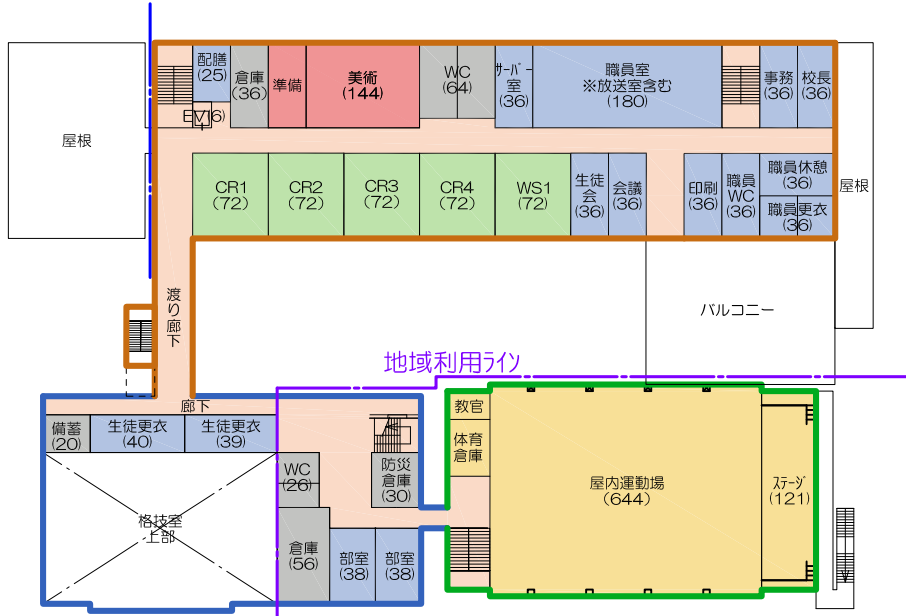 配膳
(25)
倉庫
(36)
準備
美術
(144)
WC
(64)
サーバー
室
(36)
職員室
※放送室含む
(180)
事務
(36)
校長
(36)
EV(6)
屋根
CR1
(72)
CR2
(72)
CR3
(72)
CR4
(72)
WS1
(72)
生徒
会
(36)
会議
(36)
印刷
(36)
職員
WC
(36)
職員休憩
(36)
職員更衣
(36)
屋根
渡り廊下
バルコニー
地域利用ライン
廊下
備蓄
(20)
生徒更衣
(40)
生徒更衣
(39)
格技室
上部
WC
(26)
防災
倉庫
(30)
倉庫
(56)
部室
(38)
部室
(38)
教官
体育
倉庫
屋内運動場
(644)
ステージ
(121)